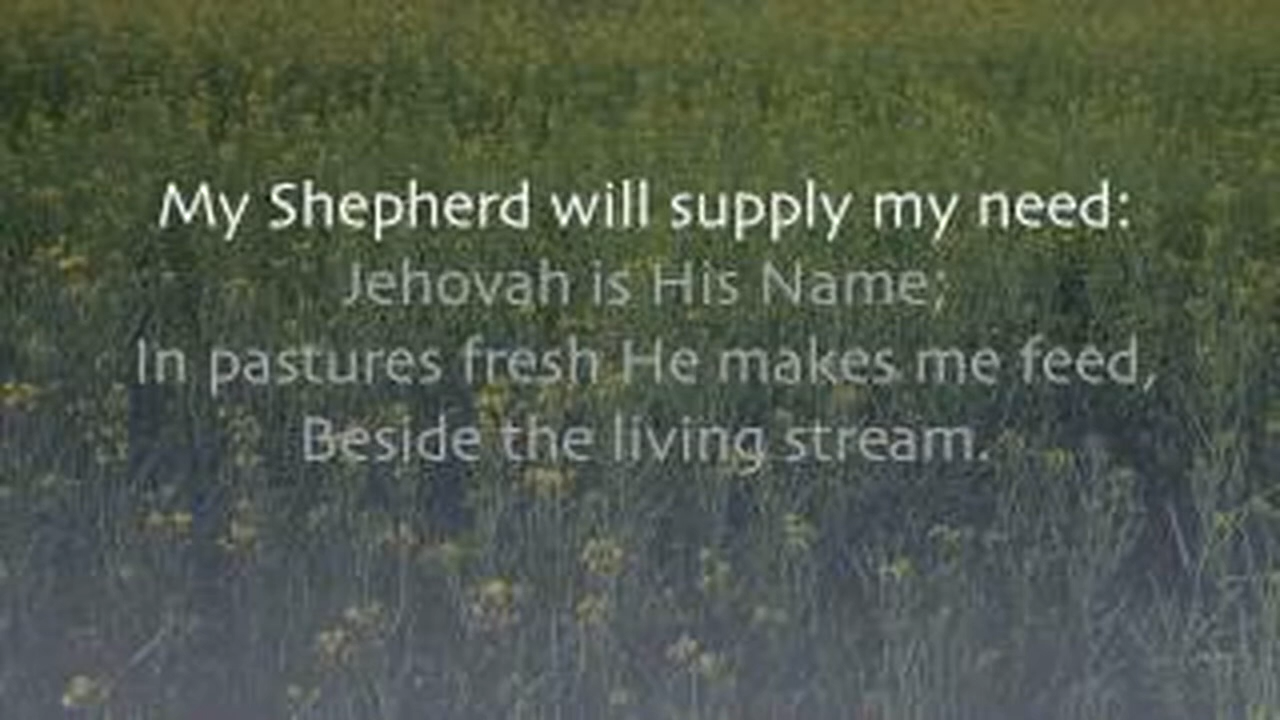 My Shepherd will supply my need:
Jehovah is His Name;
In pastures fresh He makes me feed,
Beside the living stream.